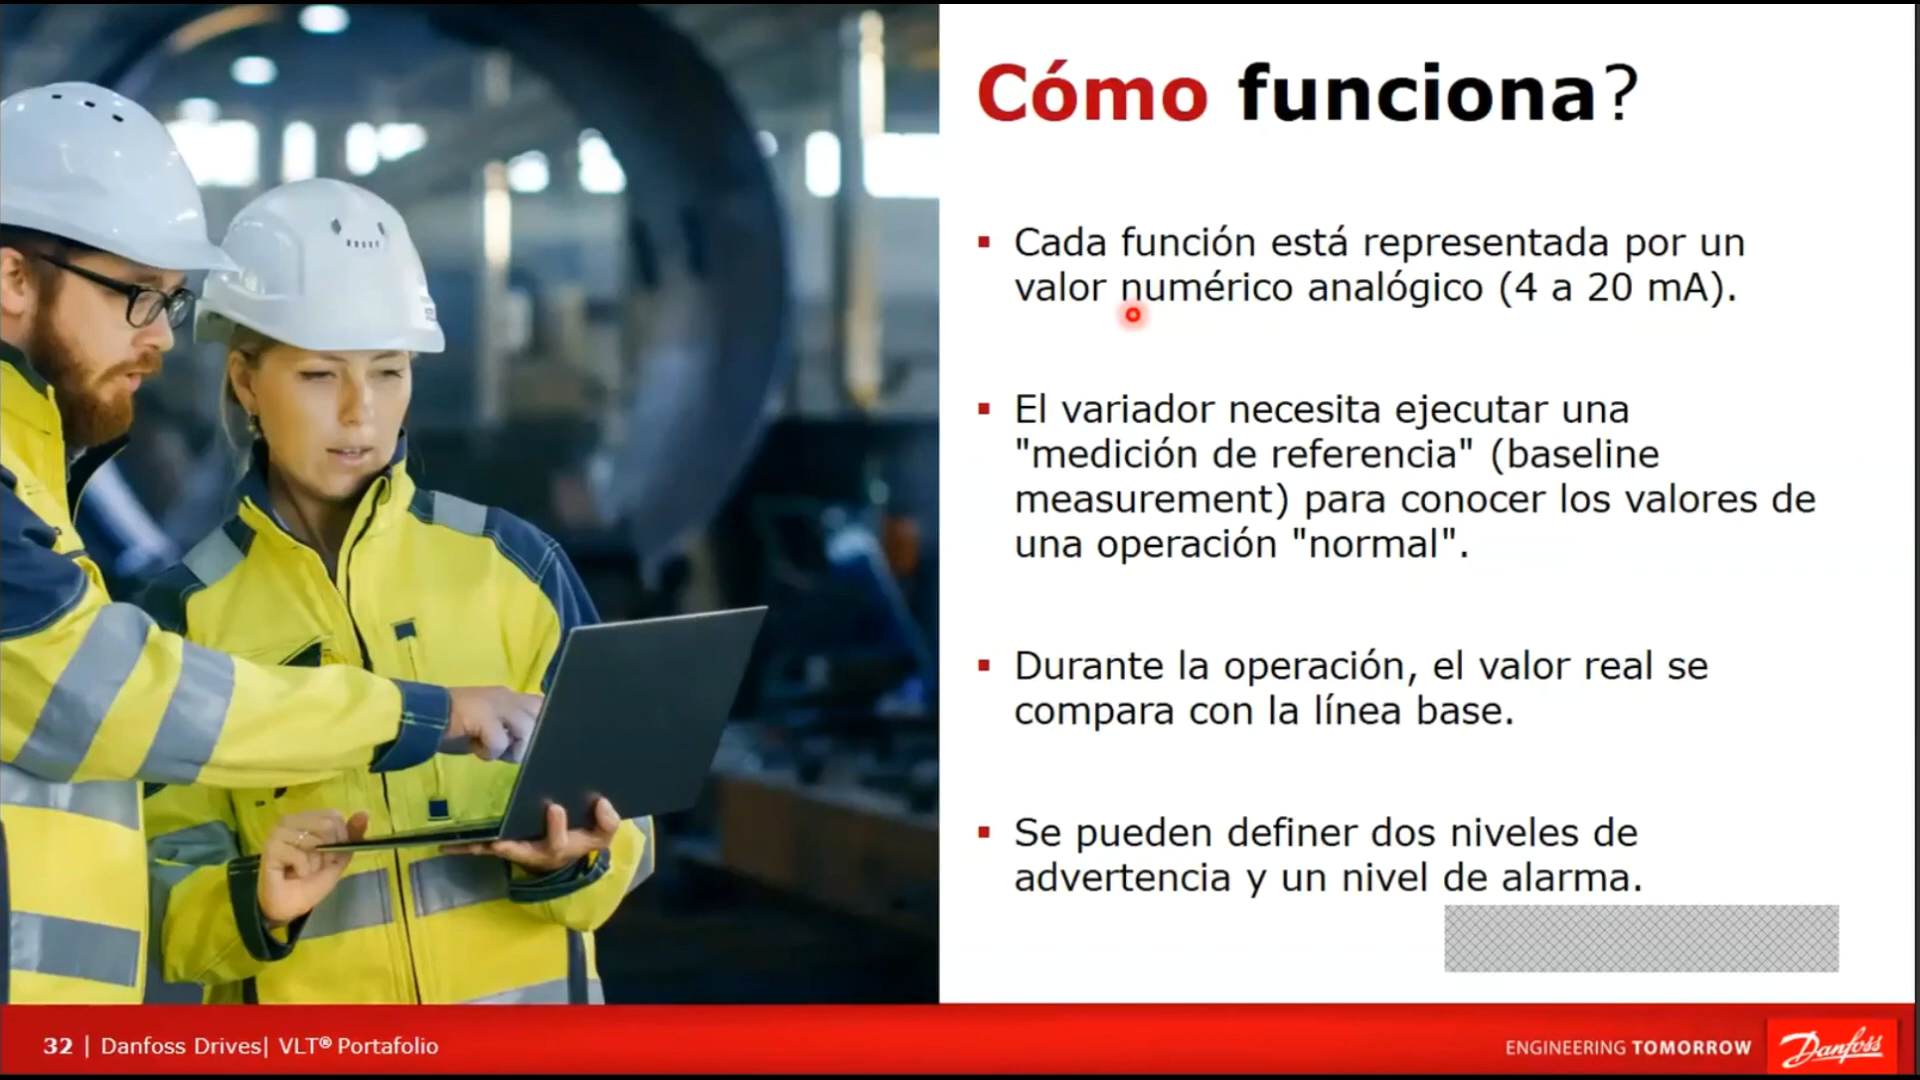 Cómo funciona?
Cada función está representada por un
valor numérico analógico (4 a 20 mA).
El variador necesita ejecutar una
"medición de referencia" (baseline
measurement) para conocer los valores de
una operación "normal".
Durante la operación, el valor real se
compara con la línea base.
Se pueden definer dos niveles de
advertencia y un nivel de alarma.
32 | Danfoss Drives| VLT® Portafolio
ENGINEERING TOMORROW
Danfoss